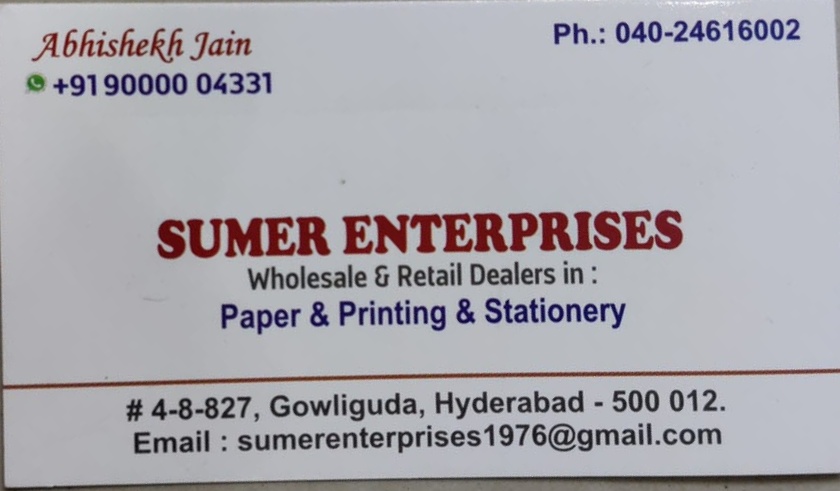 Abhishekh Jain
+91 90000 04331
Ph.: 040-24616002
SUMER ENTERPRISES
Wholesale & Retail Dealers in :
Paper & Printing & Stationery
# 4-8-827, Gowliguda, Hyderabad - 500 012.
Email : sumerenterprises1976@gmail.com